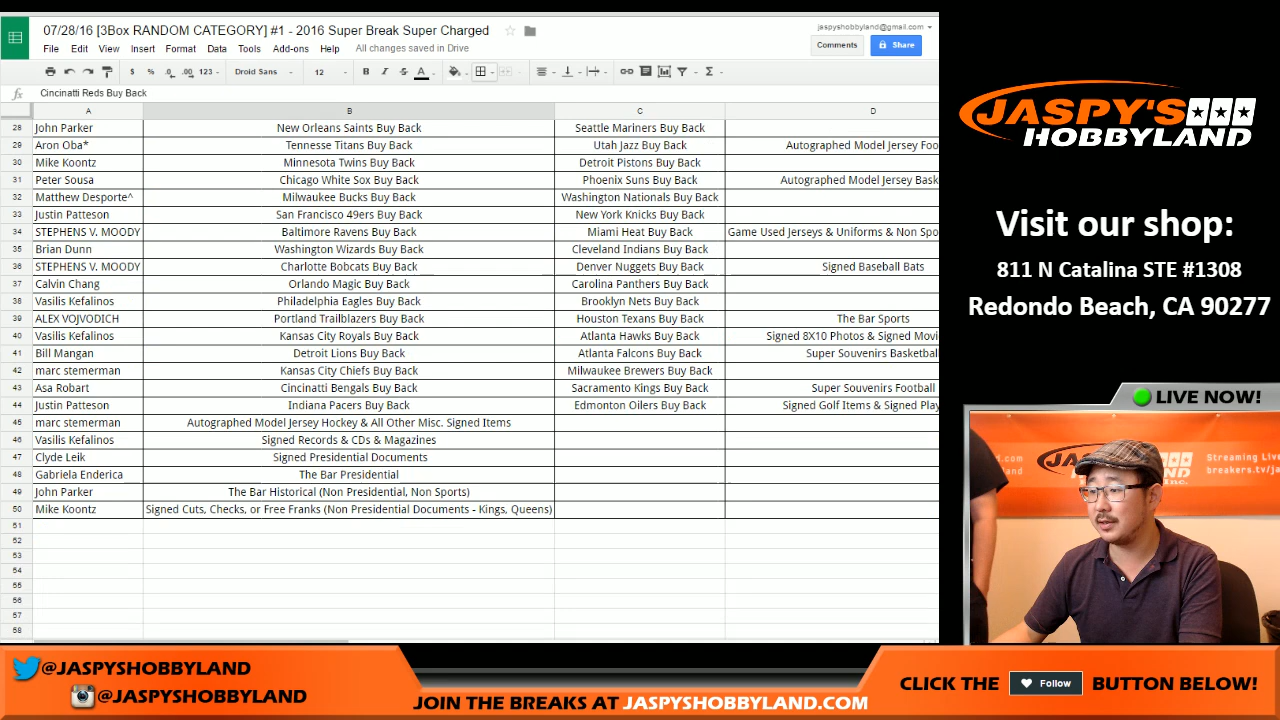 07/28/16 [3Box RANDOM CATEGORY] #1 - 2016 Super Break Super Charged
jaspyshobbyland@gmail.com
File Edit View Insert Format Data Tools Add-ons Help All changes saved in Drive
Comments Share
$ % .0 .00 123 Droid Sans 12 B I S A
fx Cincinatti Reds Buy Back
A B C D
28 John Parker New Orleans Saints Buy Back Seattle Mariners Buy Back
29 Aron Oba* Tennesse Titans Buy Back Utah Jazz Buy Back Autographed Model Jersey Foo
30 Mike Koontz Minnesota Twins Buy Back Detroit Pistons Buy Back
31 Peter Sousa Chicago White Sox Buy Back Phoenix Suns Buy Back Autographed Model Jersey Bask
32 Matthew Desporte^ Milwaukee Bucks Buy Back Washington Nationals Buy Back
33 Justin Patteson San Francisco 49ers Buy Back New York Knicks Buy Back
34 STEPHENS V. MOODY Baltimore Ravens Buy Back Miami Heat Buy Back Game Used Jerseys & Uniforms & Non Spo
35 Brian Dunn Washington Wizards Buy Back Cleveland Indians Buy Back
36 STEPHENS V. MOODY Charlotte Bobcats Buy Back Denver Nuggets Buy Back Signed Baseball Bats
37 Calvin Chang Orlando Magic Buy Back Carolina Panthers Buy Back
38 Vasilis Kefalinos Philadelphia Eagles Buy Back Brooklyn Nets Buy Back
39 ALEX VOJVODICH Portland Trailblazers Buy Back Houston Texans Buy Back The Bar Sports
40 Vasilis Kefalinos Kansas City Royals Buy Back Atlanta Hawks Buy Back Signed 8X10 Photos & Signed Movi
41 Bill Mangan Detroit Lions Buy Back Atlanta Falcons Buy Back Super Souvenirs Basketball
42 marc stemerman Kansas City Chiefs Buy Back Milwaukee Brewers Buy Back
43 Asa Robart Cincinatti Bengals Buy Back Sacramento Kings Buy Back Super Souvenirs Football
44 Justin Patteson Indiana Pacers Buy Back Edmonton Oilers Buy Back Signed Golf Items & Signed Play
45 marc stemerman Autographed Model Jersey Hockey & All Other Misc. Signed Items
46 Vasilis Kefalinos Signed Records & CDs & Magazines
47 Clyde Leik Signed Presidential Documents
48 Gabriela Enderica The Bar Presidential
49 John Parker The Bar Historical (Non Presidential, Non Sports)
50 Mike Koontz Signed Cuts, Checks, or Free Franks (Non Presidential Documents - Kings, Queens)
51
52
53
54
55
56
57
58
JASPY'S
HOBBYLAND
Visit our shop:
811 N Catalina STE #1308
Redondo Beach, CA 90277
LIVE NOW!
Streaming Live
breakers.tv/ja
@JASPYSHOBBYLAND
@JASPYSHOBBYLAND
JOIN THE BREAKS AT JASPYSHOBBYLAND.COM
CLICK THE Follow BUTTON BELOW!